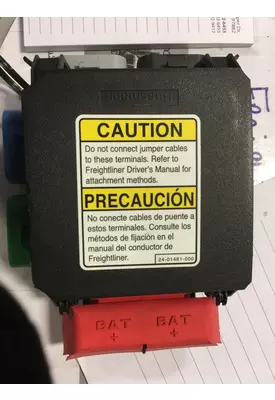 CAUTION
Do not connect jumper cables
to these terminals. Refer to
Freightliner Driver's Manual for
attachment methods.
PRECAUCIÓN
No conecte cables de puente a
estos terminales. Consulte los
métodos de fijación en el
manual del conductor de
Freightliner.
24-01461-000
BAT BAT
+ +